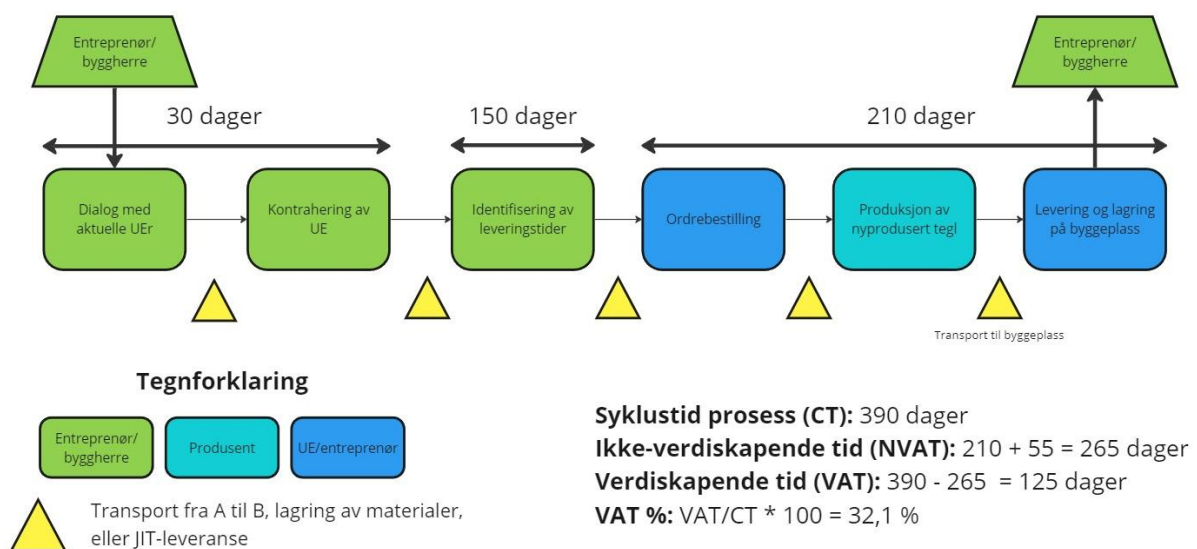 Entreprenør/
byggherre
Entreprenør/
byggherre
30 dager
150 dager
210 dager
Dialog med
aktuelle UEr
Kontrahering av
UE
Identifisering av
leveringstider
Ordrebestilling
Produksjon av
nyprodusert tegl
Levering og lagring
på byggeplass
Transport til byggeplass
Tegnforklaring
Entreprenør/
byggherre
Produsent
UE/entreprenør
Transport fra A til B, lagring av materialer,
eller JIT-leveranse
Syklustid prosess (CT): 390 dager
Ikke-verdiskapende tid (NVAT): 210 + 55 = 265 dager
Verdiskapende tid (VAT): 390 - 265 = 125 dager
VAT %: VAT/CT * 100 = 32,1 %